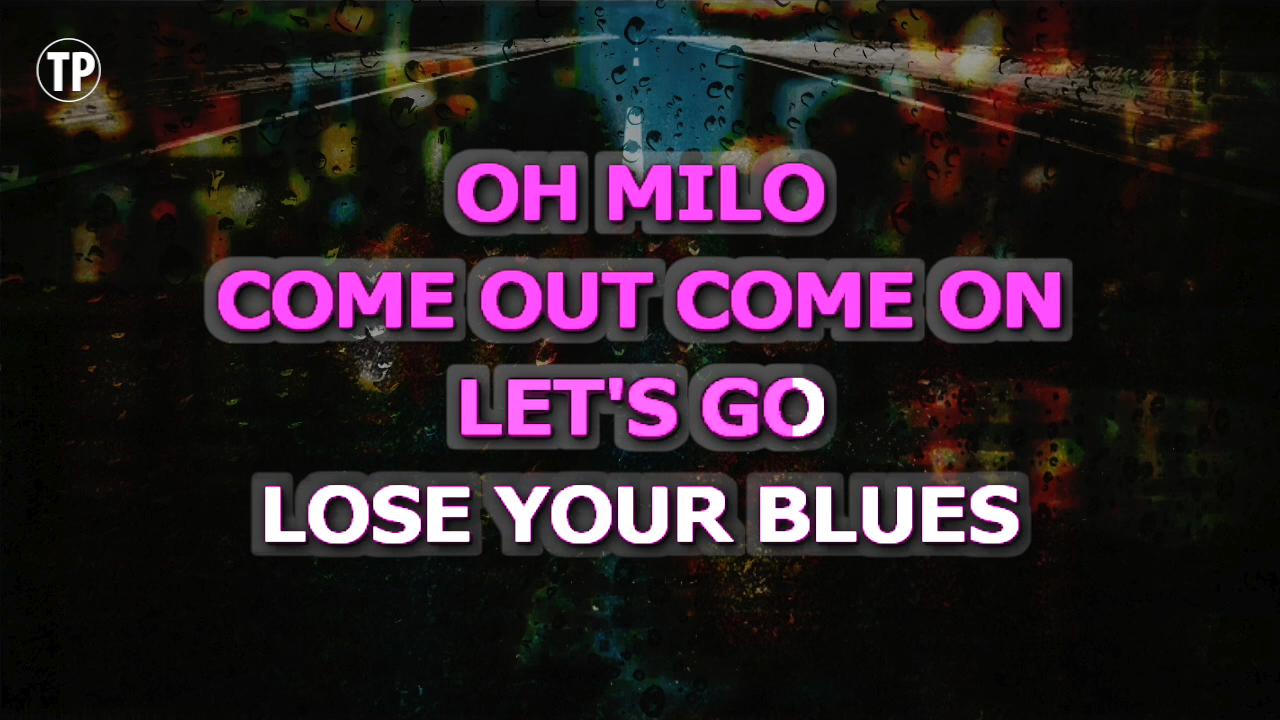 TP
OH MILO
COME OUT COME ON
LET'S GO
LOSE YOUR BLUES